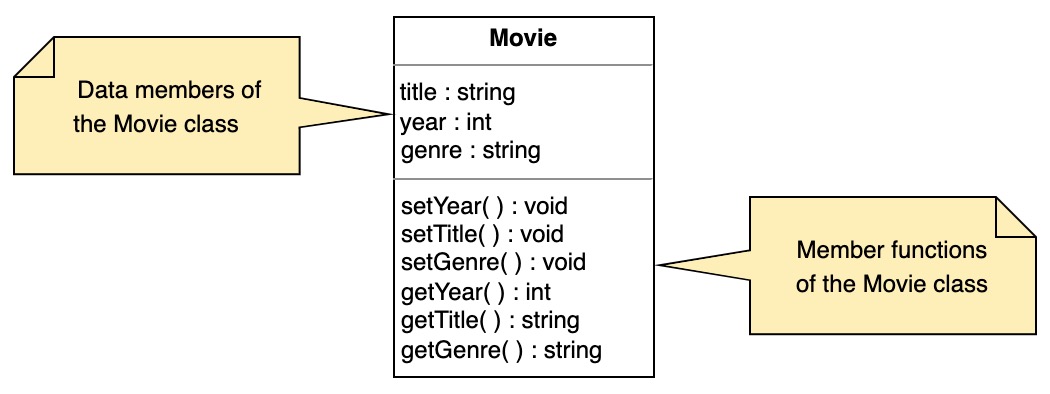 Movie
Data members of
the Movie class
title : string
year : int
genre : string
setYear( ) : void
setTitle( ) : void
setGenre( ) : void
getYear( ) : int
getTitle( ) : string
getGenre( ) : string
Member functions
of the Movie class